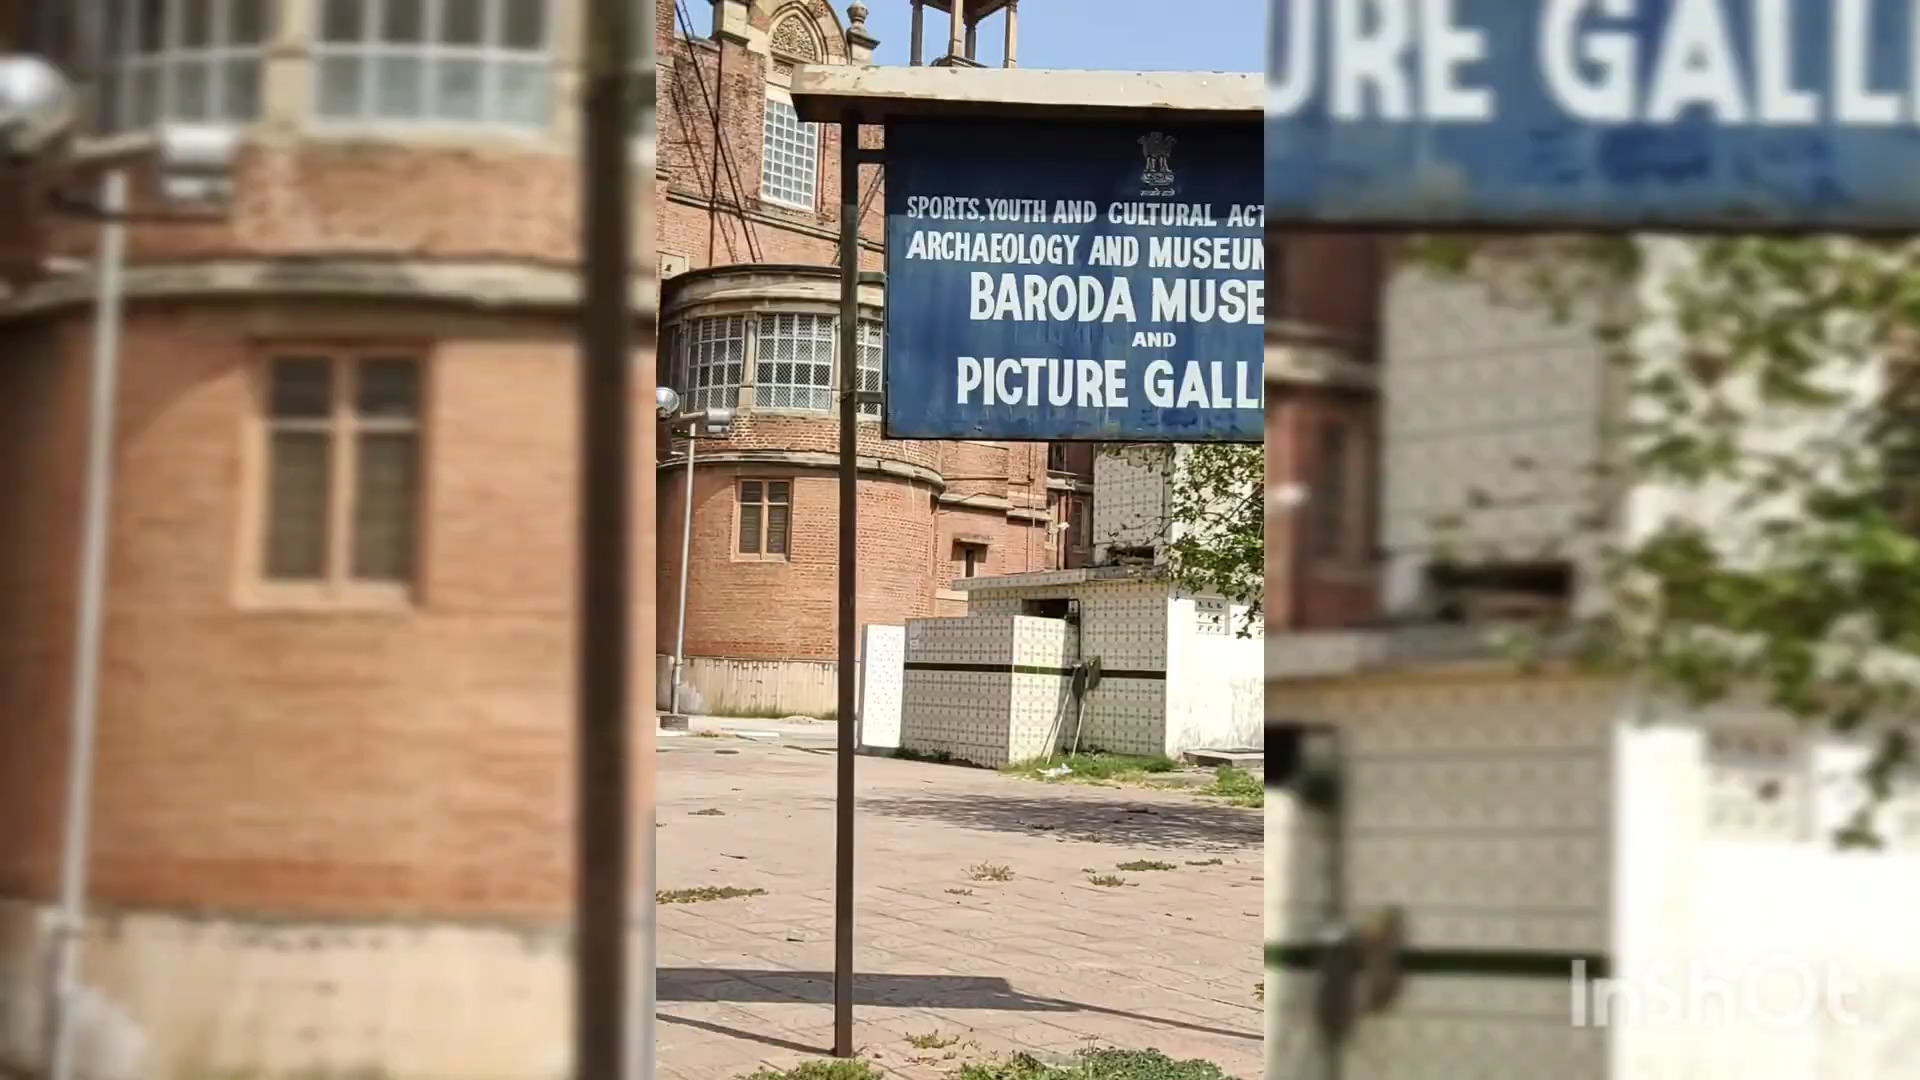 SPORTS, YOUTH AND CULTURAL ACT
ARCHAEOLOGY AND MUSEUM
BARODA MUSE
AND
PICTURE GALL
URE GALL
InShOt